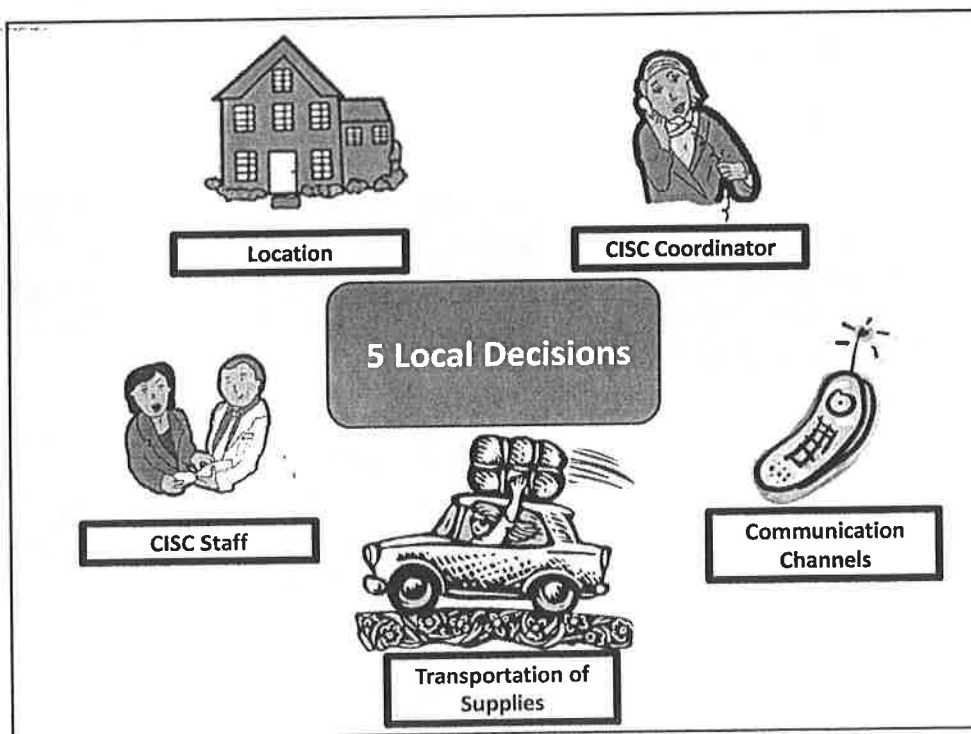 Location
CISC Coordinator
5 Local Decisions
CISC Staff
Communication
Channels
Transportation of
Supplies